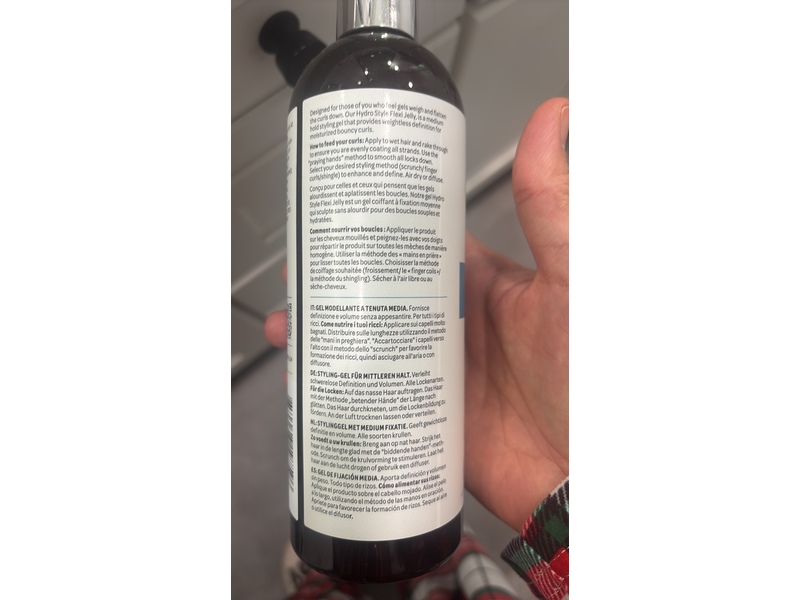 Designed for those of you who feel gels weigh and flatten
the curls down. Our Hydro Style Flexi Jelly, is a medium
hold styling gel that provides weightless definition for
moisturized bouncy curls.
How to feed your curls: Apply to wet hair and rake through
to ensure you are evenly coating all strands. Use the
"praying hands" method to smooth all locks down.
Select your desired styling method (scrunch/ finger
curls/shingle) to enhance and define. Air dry or diffuse.
Conçu pour celles et ceux qui pensent que les gels
alourdissent et aplatissent les boucles. Notre gel Hydro
Style Flexi Jelly est un gel coiffant à fixation moyenne
qui sculpte sans alourdir pour des boucles souples et
hydratées.
Comment nourrir vos boucles : Appliquer le produit
sur les cheveux mouillés et peignez-les avec vos doigts
pour répartir le produit sur toutes les mèches de manière
homogène. Utiliser la méthode des « mains en prière »
pour lisser toutes les boucles. Choisisser la méthode
de coiffage souhaitée (froissement/ le « finger coils »/
la méthode du shingling). Sécher à l'air libre ou au
sèche-cheveux.
IT: GEL MODELLANTE A TENUTA MEDIA. Fornisce
definizione e volume senza appesantire. Per tutti i tipi di
ricci. Come nutrire i tuoi ricci: Applicare sui capelli molto
bagnati. Distribuire sulle lunghezze utilizzando il metodo
delle "mani in preghiera". "Accartocciare" i capelli verso
l'alto con il metodo dello "scrunch" per favorire la
formazione dei ricci, quindi asciugare all'aria o con
diffusore.
DE: STYLING-GEL FÜR MITTLEREN HALT. Verleiht
schwerelose Definition und Volumen. Alle Lockenarten.
Für die Locken: Auf das nasse Haar auftragen. Das Haar
mit der Methode „betender Hände" der Länge nach
glätten. Das Haar durchkneten, um die Lockenbildung zu
fördern. An der Luft trocknen lassen oder verteilen.
NL: STYLINGGEL MET MEDIUM FIXATIE. Geeft gewichtloze
definitie en volume. Alle soorten krullen.
Zo voedt u uw krullen: Breng aan op nat haar. Strijk het
haar in de lengte glad met de "biddende handen"-meth-
ode. Scrunch om de krulvorming te stimuleren. Laat het
haar aan de lucht drogen of gebruik een diffuser.
ES: GEL DE FIJACIÓN MEDIA. Aporta definición y volumen
sin peso. Todo tipo de rizos. Cómo alimentar sus rizos:
Aplique el producto sobre el cabello mojado. Alise el pelo
a lo largo, utilizando el método de las manos en oración.
Apriete para favorecer la formación de rizos. Seque al aire
o utilice el difusor.